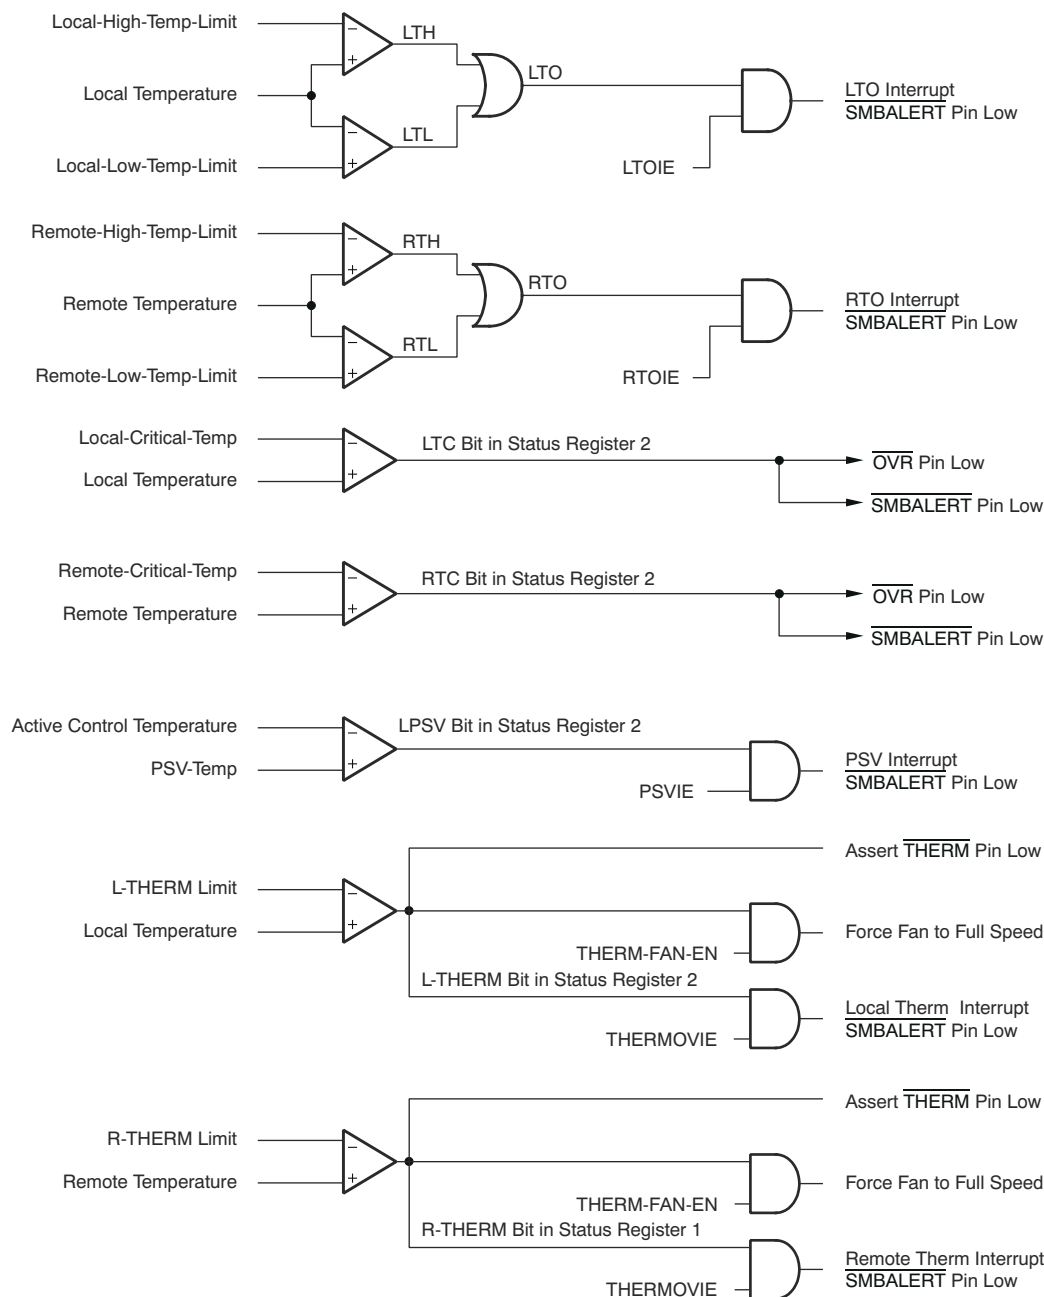 Local-High-Temp-Limit
LTH
Local Temperature
LTO
LTO Interrupt
SMBALERT Pin Low
LTL
Local-Low-Temp-Limit
LTOIE
Remote-High-Temp-Limit
RTH
Remote Temperature
RTO
RTO Interrupt
SMBALERT Pin Low
RTL
Remote-Low-Temp-Limit
RTOIE
Local-Critical-Temp
LTC Bit in Status Register 2
OVR Pin Low
Local Temperature
SMBALERT Pin Low
Remote-Critical-Temp
RTC Bit in Status Register 2
OVR Pin Low
Remote Temperature
SMBALERT Pin Low
Active Control Temperature
LPSV Bit in Status Register 2
PSV-Temp
PSVIE
PSV Interrupt
SMBALERT Pin Low
Assert THERM Pin Low
L-THERM Limit
Local Temperature
Force Fan to Full Speed
THERM-FAN-EN
L-THERM Bit in Status Register 2
Local Therm Interrupt
SMBALERT Pin Low
THERMOVIE
Assert THERM Pin Low
R-THERM Limit
Remote Temperature
Force Fan to Full Speed
THERM-FAN-EN
R-THERM Bit in Status Register 1
Remote Therm Interrupt
SMBALERT Pin Low
THERMOVIE